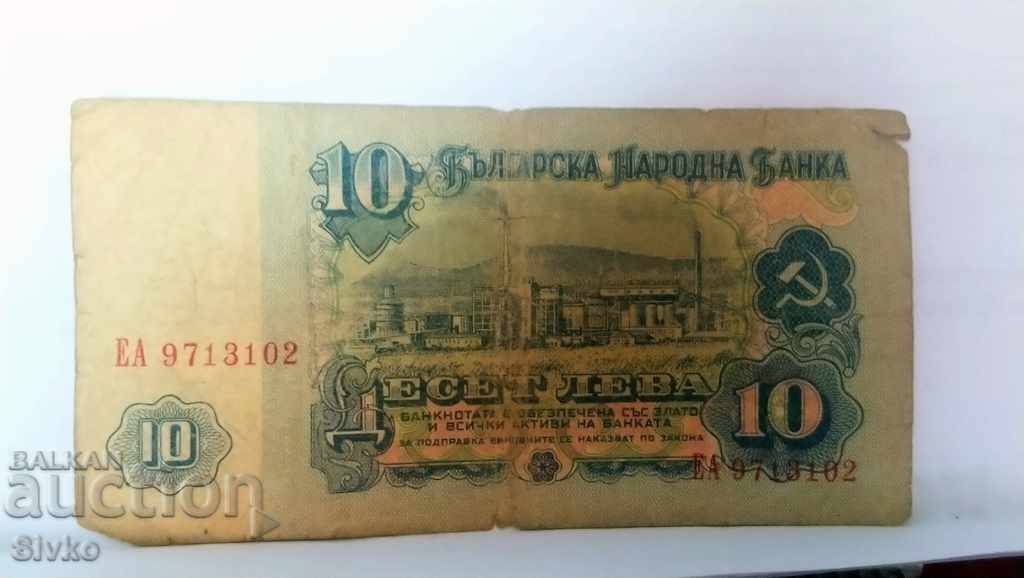 10 БЪЛГАРСКА НАРОДНА БАНКА
ЕА 9713102
ДЕСЕТ ЛЕВА
БАНКНОТАТА Е ОБЕЗПЕЧЕНА СЪС ЗЛАТО
И ВСИЧКИ АКТИВИ НА БАНКАТА
ЗА ПОДПРАВКА ВИНОВНИТЕ СЕ НАКАЗВАТ ПО ЗАКОНА
10
10
ЕА 9713102
BALKAN
auction
Slvko